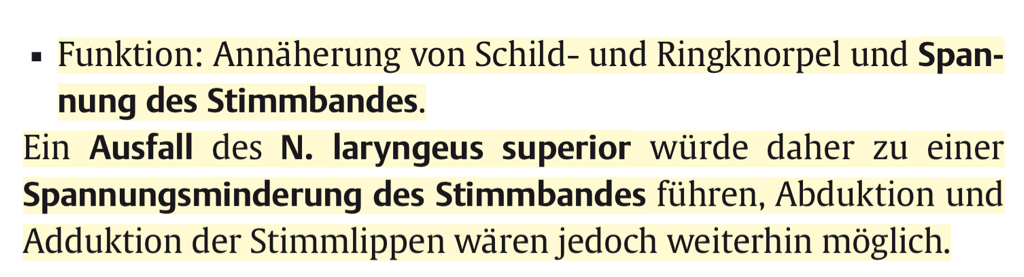 ▪ Funktion: Annäherung von Schild- und Ringknorpel und Span-
nung des Stimmbandes.
Ein Ausfall des N. laryngeus superior würde daher zu einer
Spannungsminderung des Stimmbandes führen, Abduktion und
Adduktion der Stimmlippen wären jedoch weiterhin möglich.